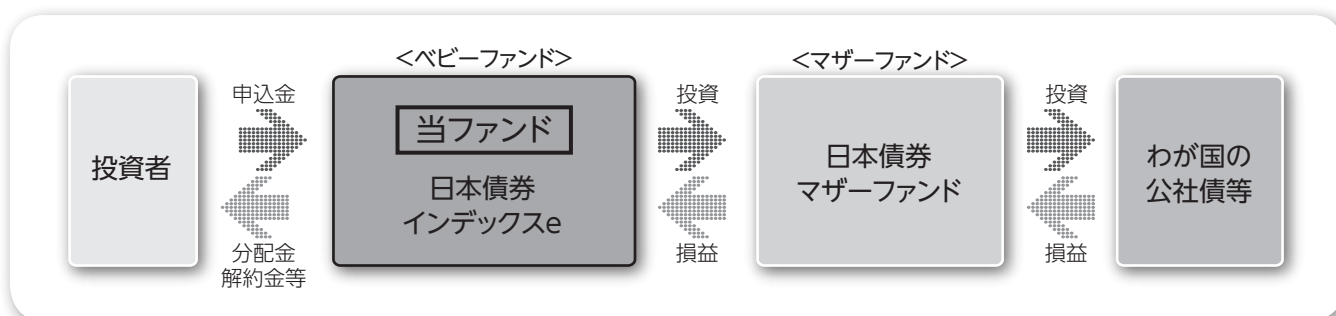 <ベビーファンド>
<マザーファンド>
投資者
申込金
分配金
解約金等
当ファンド
日本債券
インデックスe
投資
損益
日本債券
マザーファンド
投資
損益
わが国の
公社債等